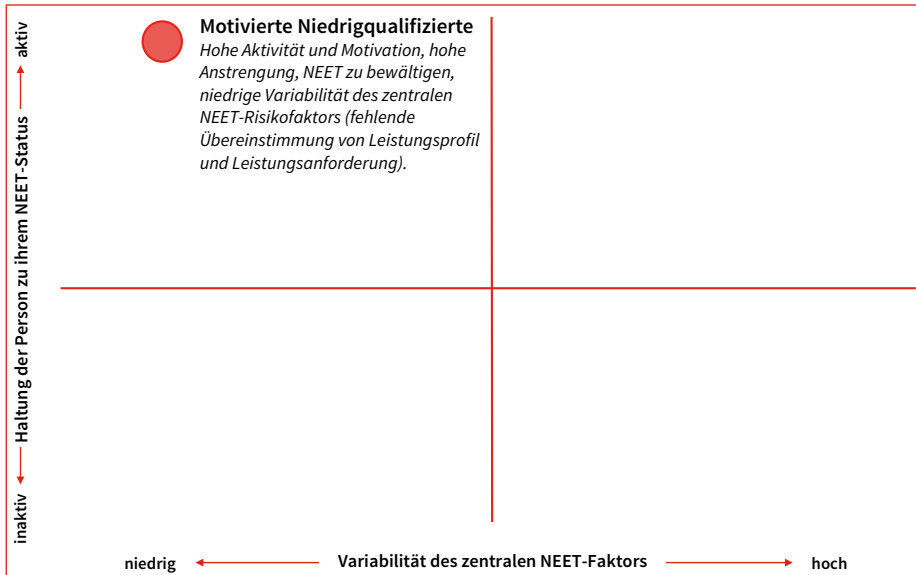 Motivierte Niedrigqualifizierte
Hohe Aktivität und Motivation, hohe
Anstrengung, NEET zu bewältigen,
niedrige Variabilität des zentralen
NEET-Risikofaktors (fehlende
Übereinstimmung von Leistungsprofil
und Leistungsanforderung).
inaktiv Haltung der Person zu ihrem NEET-Status aktiv
niedrig Variabilität des zentralen NEET-Faktors hoch